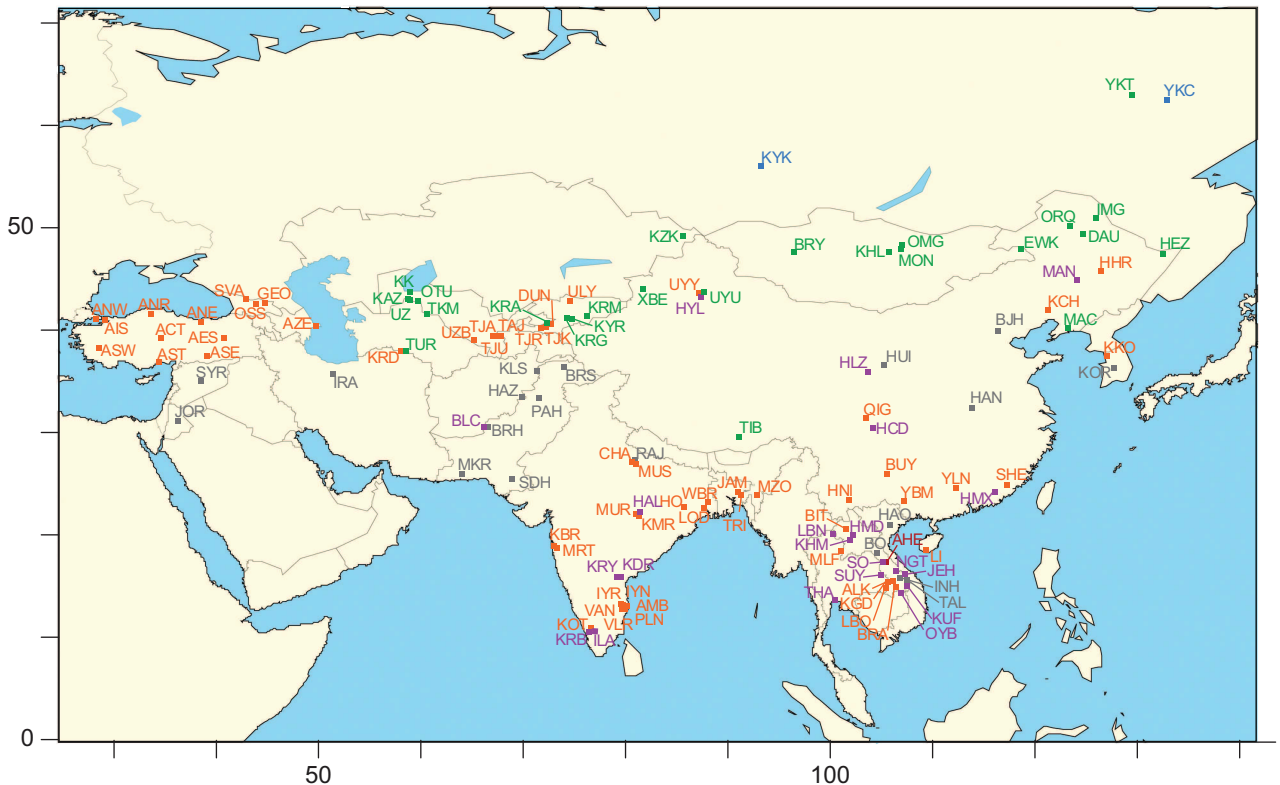 YKT
YKC
KYK
IMG
ORQ
DAU
50
KZK
BRY
OMG
KHL
MON
EWK
HEZ
HHR
MAN
KK
DUN
ULY
UYY
SVA
GEO
KAZ
OTU
XBE
UYU
HYL
ANW
ANR
ANE
OSS
UZ
TKM
KRA
KRM
KCH
AIS
AZE
UZB
TJA
TAJ
KYR
BJH
MAC
ACT
AES
TJR
TJK
KRG
ASW
AST
ASE
KRD
TUR
TJU
KKO
SYR
IRA
KLS
BRS
HLZ
HUI
KOR
HAZ
PAH
HAN
JOR
BLC
BRH
QIG
HCD
TIB
CHA
RAJ
MUS
MKR
SDH
BUY
YLN
SHE
JAM
MZO
HNI
YBM
HMX
HAL
HO
WBR
MUR
KMR
LOD
TRI
BIT
HAO
LBN
HMD
KHM
BO
AHE
KBR
MRT
MLF
LI
SO
NGT
JEH
KRY
KDR
SUY
INH
IYR
IYN
THA
ALK
TAL
VAN
AMB
KGD
KUF
KOT
VLR
PLN
LBO
OYB
KRB
ILA
BRA
0
50
100